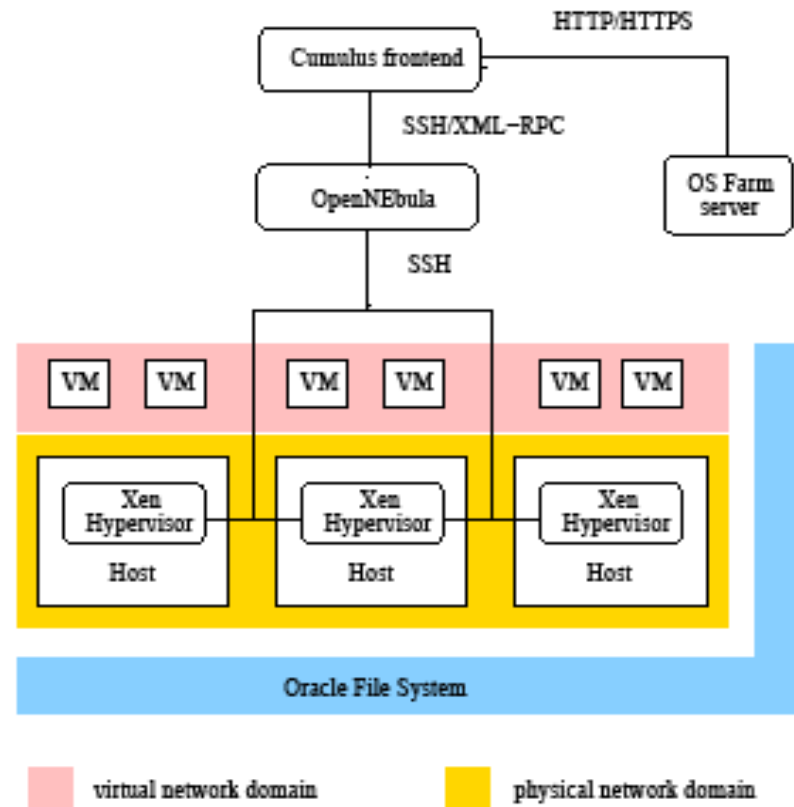 HTTP/HTTPS
Cumulus frontend
SSH/XML−RPC
OpenNEbula
OS Farm
server
SSH
VM
VM
VM
VM
VM
VM
Xen
Hypervisor
Host
Xen
Hypervisor
Host
Xen
Hypervisor
Host
Oracle File System
virtual network domain
physical network domain